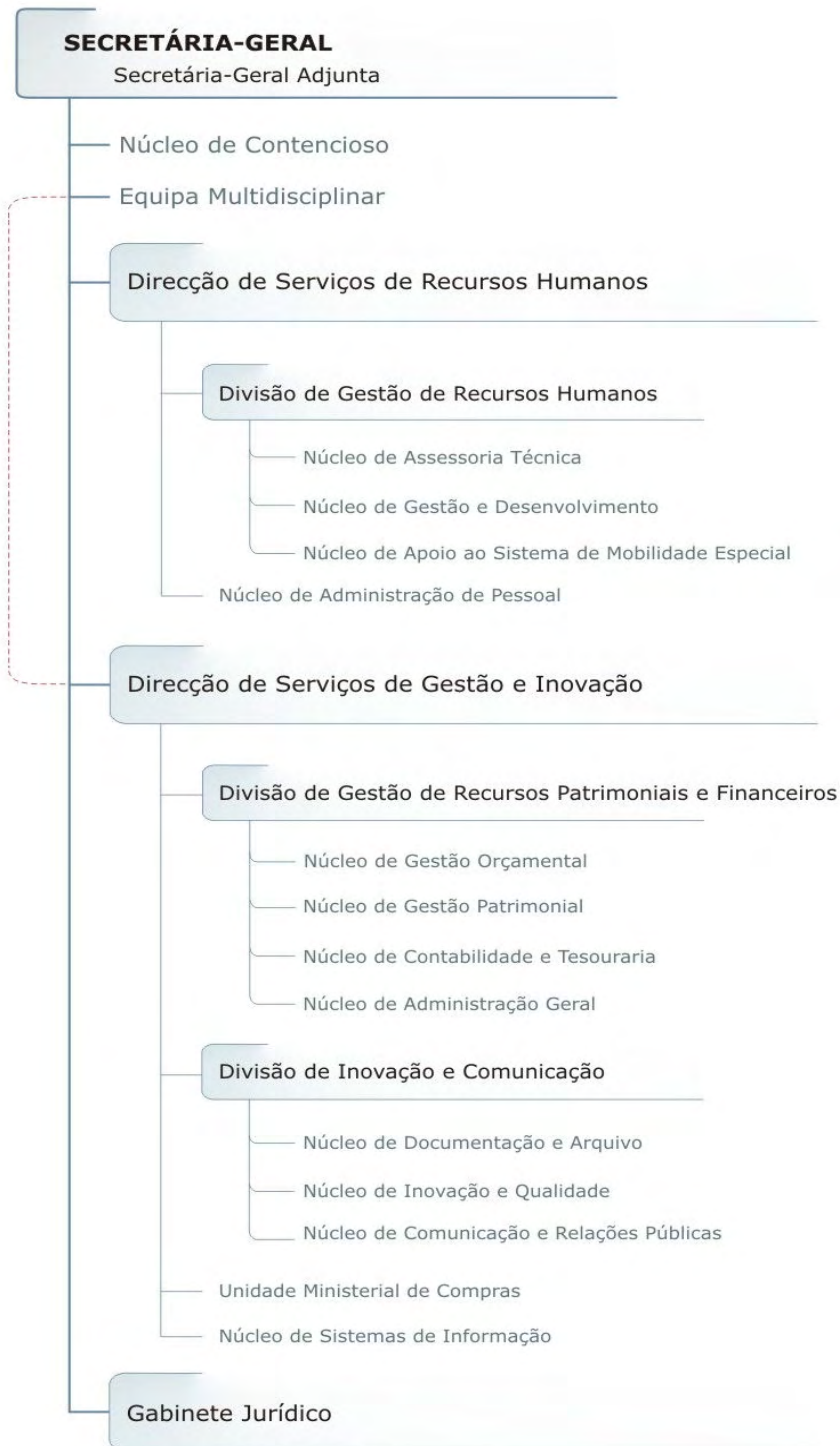 SECRETÁRIA-GERAL
Secretária-Geral Adjunta
Núcleo de Contencioso
Equipa Multidisciplinar
Direcção de Serviços de Recursos Humanos
Divisão de Gestão de Recursos Humanos
Núcleo de Assessoria Técnica
Núcleo de Gestão e Desenvolvimento
Núcleo de Apoio ao Sistema de Mobilidade Especial
Núcleo de Administração de Pessoal
Direcção de Serviços de Gestão e Inovação
Divisão de Gestão de Recursos Patrimoniais e Financeiros
Núcleo de Gestão Orçamental
Núcleo de Gestão Patrimonial
Núcleo de Contabilidade e Tesouraria
Núcleo de Administração Geral
Divisão de Inovação e Comunicação
Núcleo de Documentação e Arquivo
Núcleo de Inovação e Qualidade
Núcleo de Comunicação e Relações Públicas
Unidade Ministerial de Compras
Núcleo de Sistemas de Informação
Gabinete Jurídico